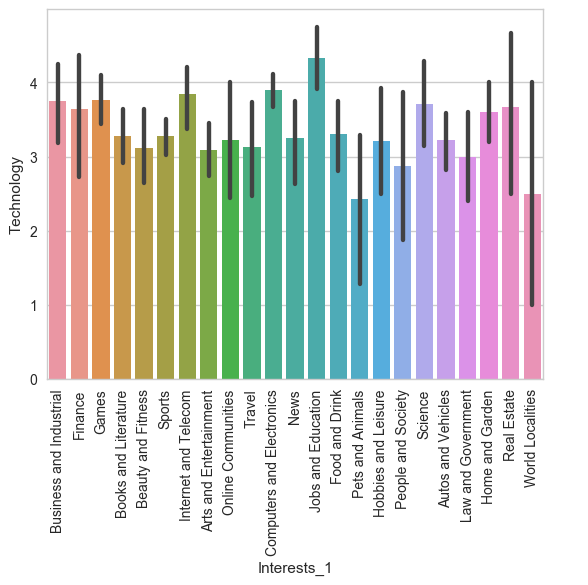 4
3
2
1
0
Technology
Business and Industrial
Finance
Games
Books and Literature
Beauty and Fitness
Sports
Internet and Telecom
Arts and Entertainment
Online Communities
Travel
Computers and Electronics
News
Jobs and Education
Food and Drink
Pets and Animals
Hobbies and Leisure
People and Society
Science
Autos and Vehicles
Law and Government
Home and Garden
Real Estate
World Localities
Interests_1